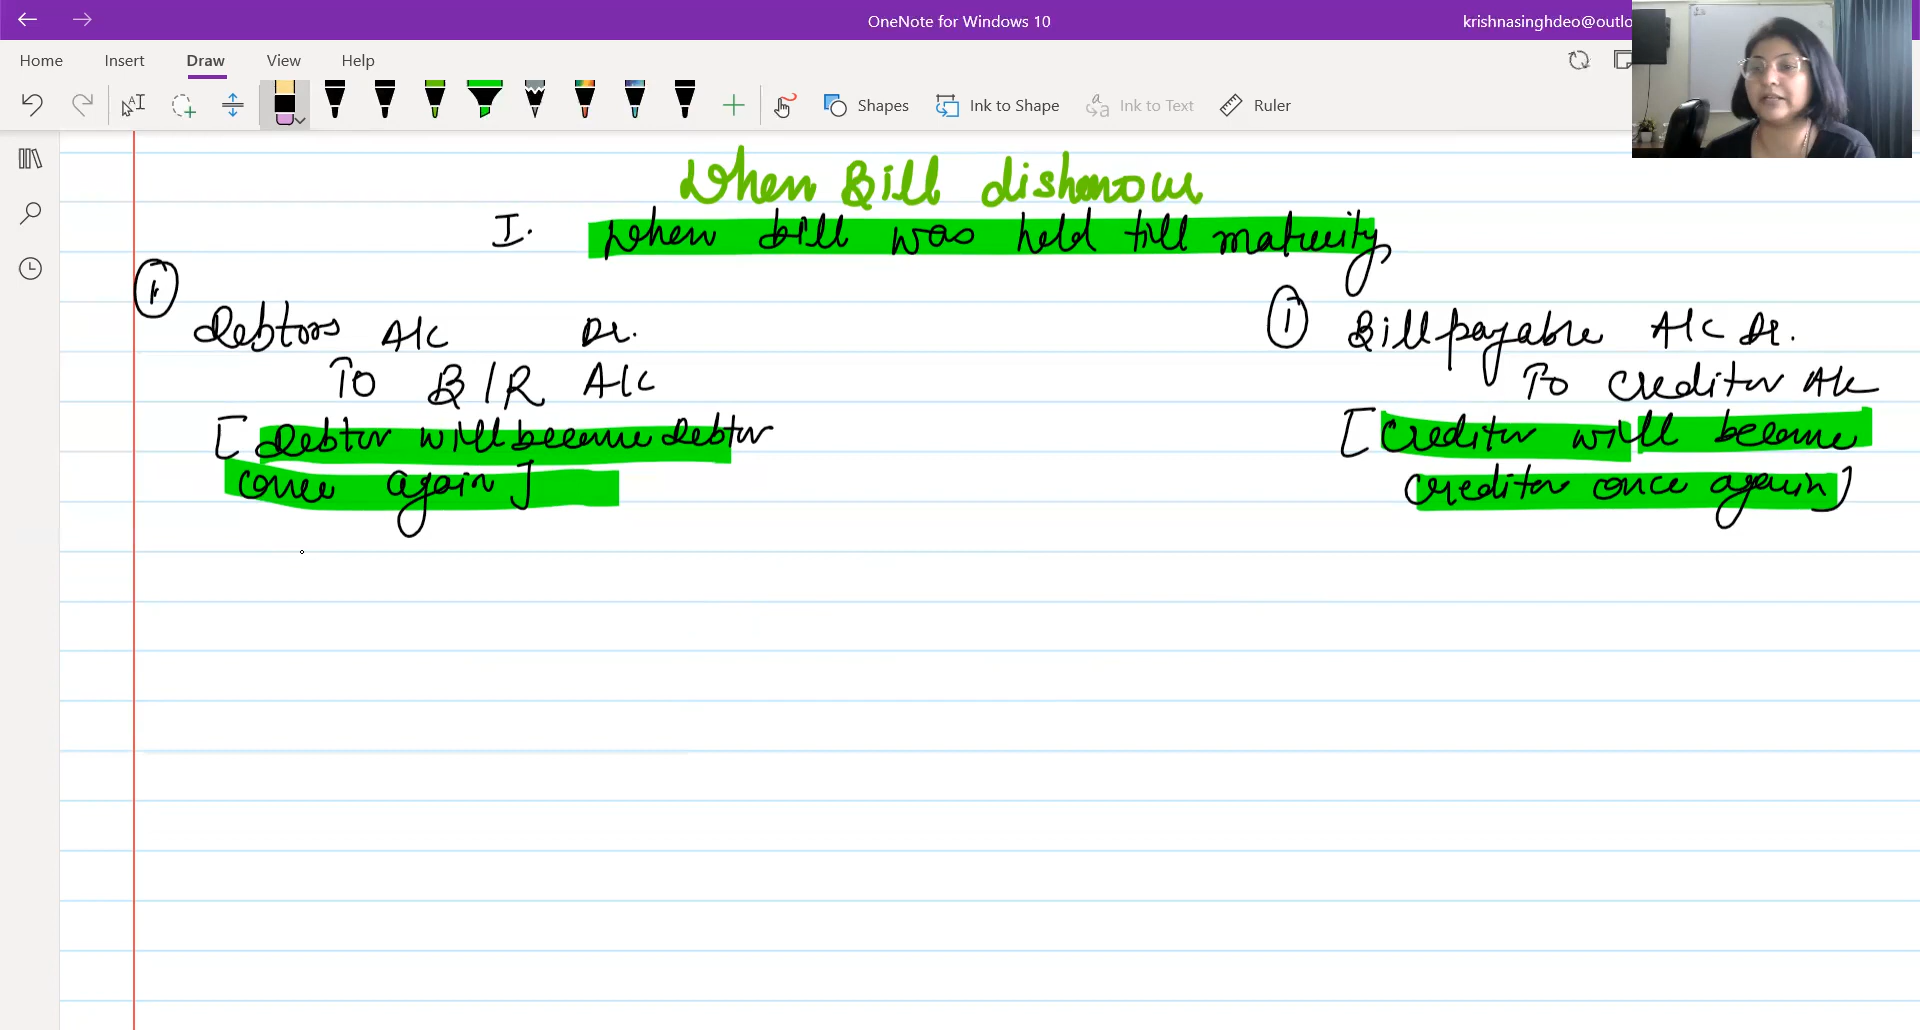 OneNote for Windows 10
krishnasinghdeo@outlo
Home Insert Draw View Help
Shapes Ink to Shape Ink to Text Ruler
When Bill dishonour
I. When bill was held till maturity
① Debtors A/c Dr.
To B/R A/c
[Debtor will become debtor
once again]
① Bill payable A/c Dr.
To Creditor A/c
[Creditor will become
creditor once again]